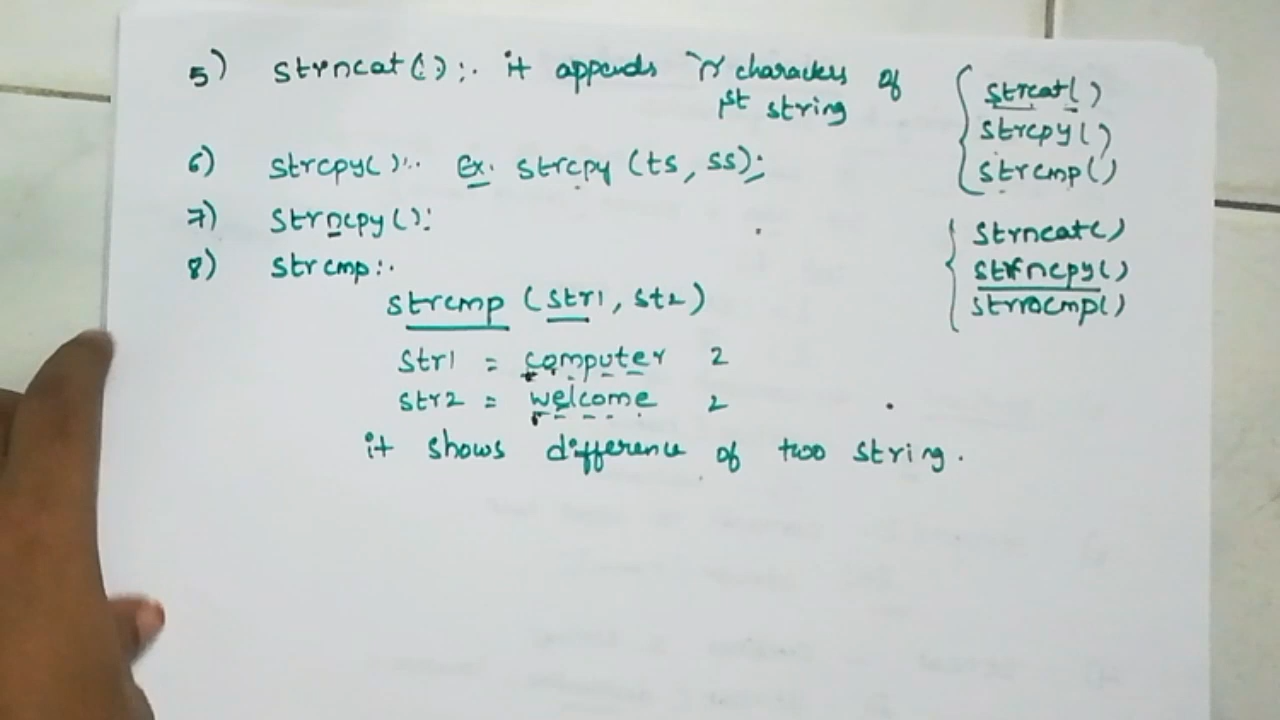 5) strncat( ):. it appends 'n' characters of
1st string
6) strcpy( ):. Ex. strcpy (ts, ss);
7) strncpy( ):
8) strcmp:.
strcmp (str1, st2)
str1 = computer 2
str2 = welcome 2
it shows difference of two string.
strcat( )
strcpy( )
strcmp( )
strncat( )
strncpy( )
strncmp( )